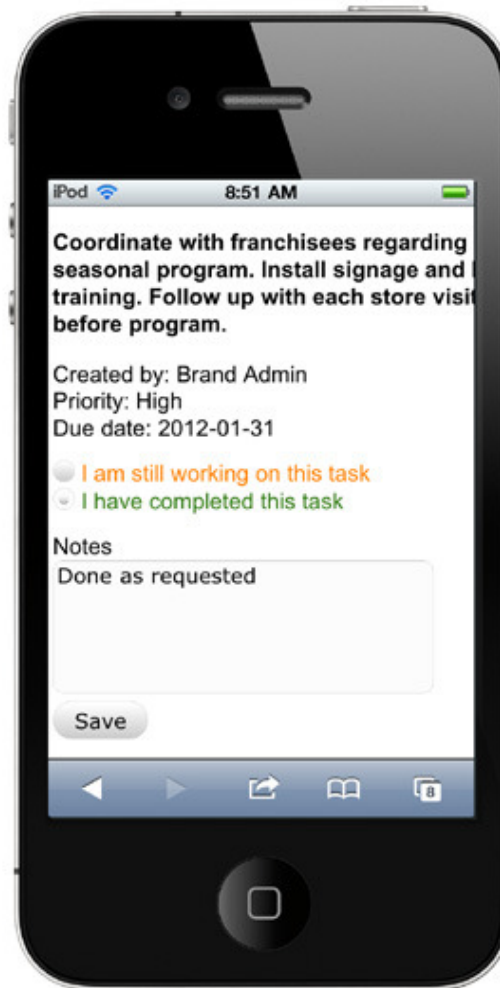 iPod 8:51 AM
Coordinate with franchisees regarding
seasonal program. Install signage and
training. Follow up with each store visit
before program.
Created by: Brand Admin
Priority: High
Due date: 2012-01-31
I am still working on this task
I have completed this task
Notes
Done as requested
Save
8